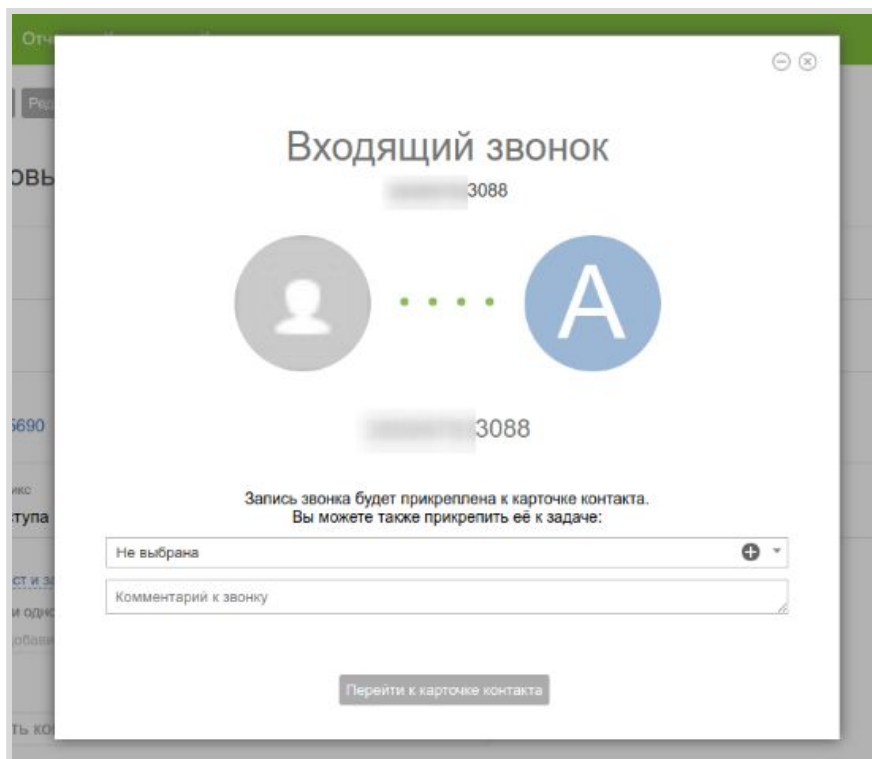 Входящий звонок
3088
А
3088
5690
Запись звонка будет прикреплена к карточке контакта.
Вы можете также прикрепить её к задаче:
Не выбрана
Комментарий к звонку
Перейти к карточке контакта